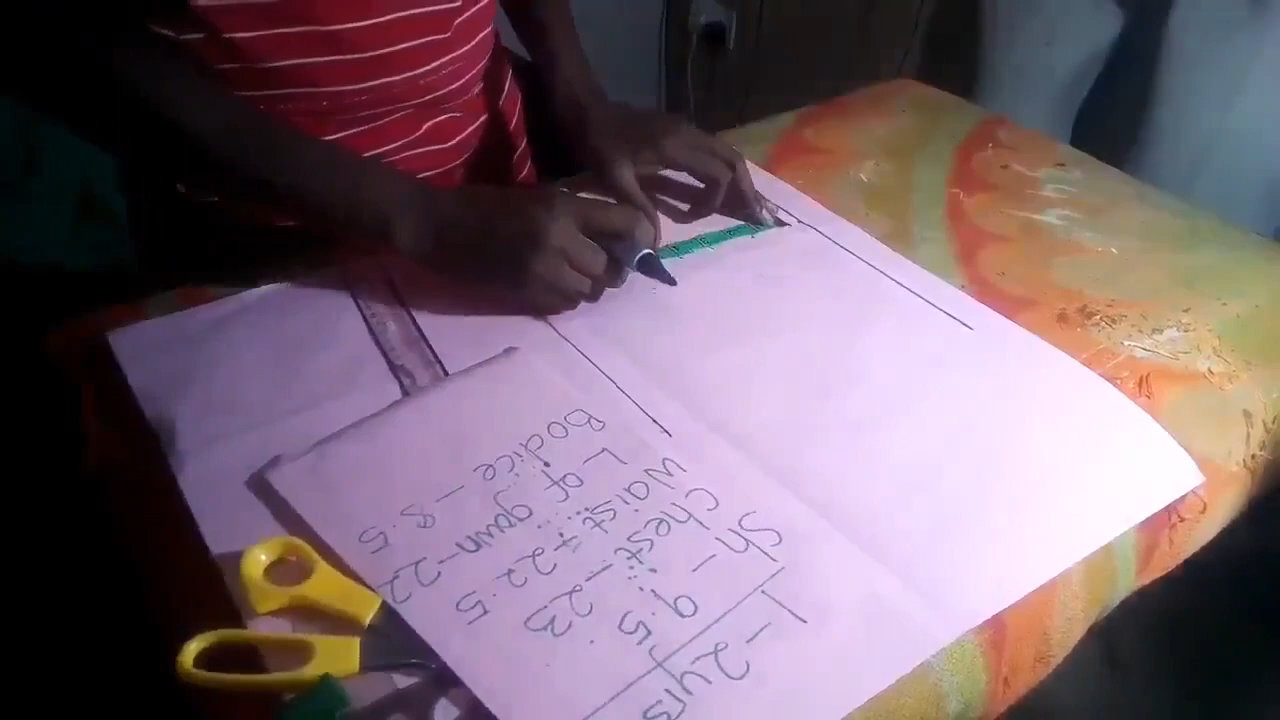 1-2yrs
Sh - 9.5
Chest - 23
Waist - 22.5
L- of gown - 22
Bodice - 8.5